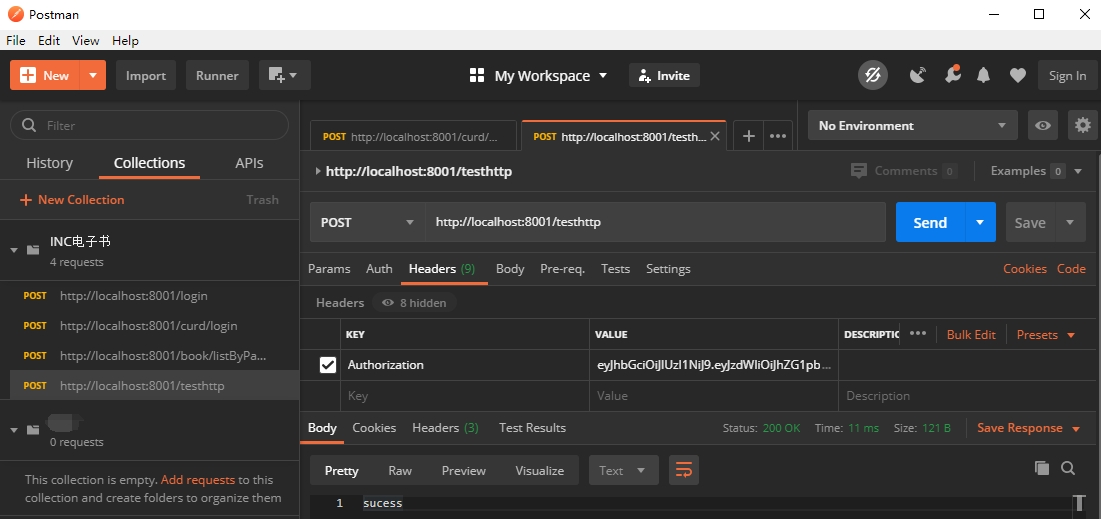 Postman
File Edit View Help
New Import Runner My Workspace Invite Sign In
Filter
History Collections APIs
New Collection Trash
INC电子书
4 requests
POST http://localhost:8001/login
POST http://localhost:8001/curd/login
POST http://localhost:8001/book/listByPa...
POST http://localhost:8001/testhttp
0 requests
This collection is empty. Add requests to this
collection and create folders to organize them
POST http://localhost:8001/curd/... POST http://localhost:8001/testh... No Environment
http://localhost:8001/testhttp Comments 0 Examples 0
POST http://localhost:8001/testhttp Send Save
Params Auth Headers (9) Body Pre-req. Tests Settings Cookies Code
Headers 8 hidden
KEY VALUE DESCRIPTIC ••• Bulk Edit Presets
Authorization eyJhbGciOiJIUzI1NiJ9.eyJzdWIiOiJhZG1pb...
Key Value Description
Body Cookies Headers (3) Test Results Status: 200 OK Time: 11 ms Size: 121 B Save Response
Pretty Raw Preview Visualize Text
1 sucess